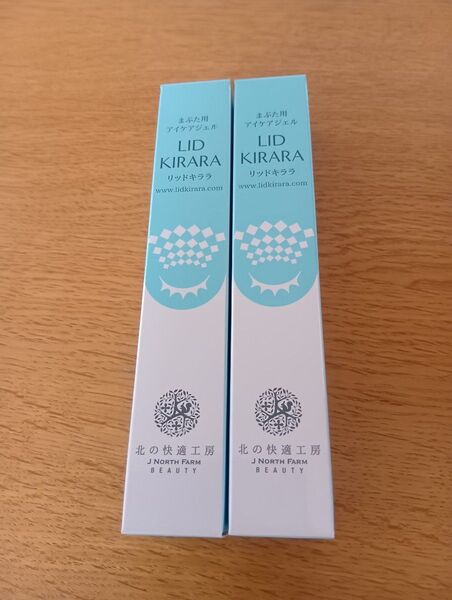 まぶた用
アイケアジェル
LID
KIRARA
リッドキララ
www.lidkirara.com
北の快適工房
J NORTH FARM
BEAUTY
まぶた用
アイケアジェル
LID
KIRARA
リッドキララ
www.lidkirara.com
北の快適工房
J NORTH FARM
BEAUTY